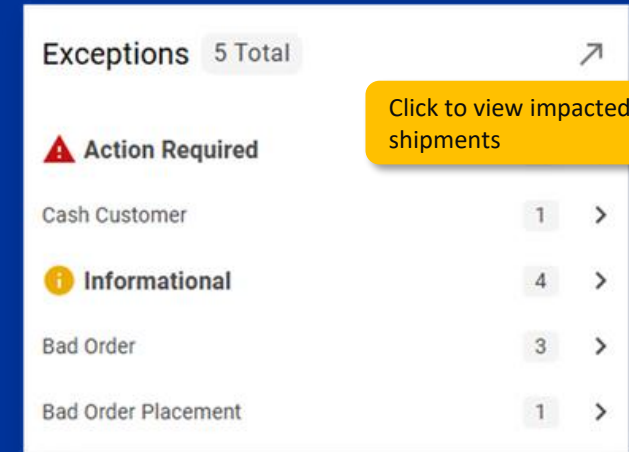 Exceptions 5 Total
Click to view impacted
shipments
Action Required
Cash Customer 1
Informational 4
Bad Order 3
Bad Order Placement 1